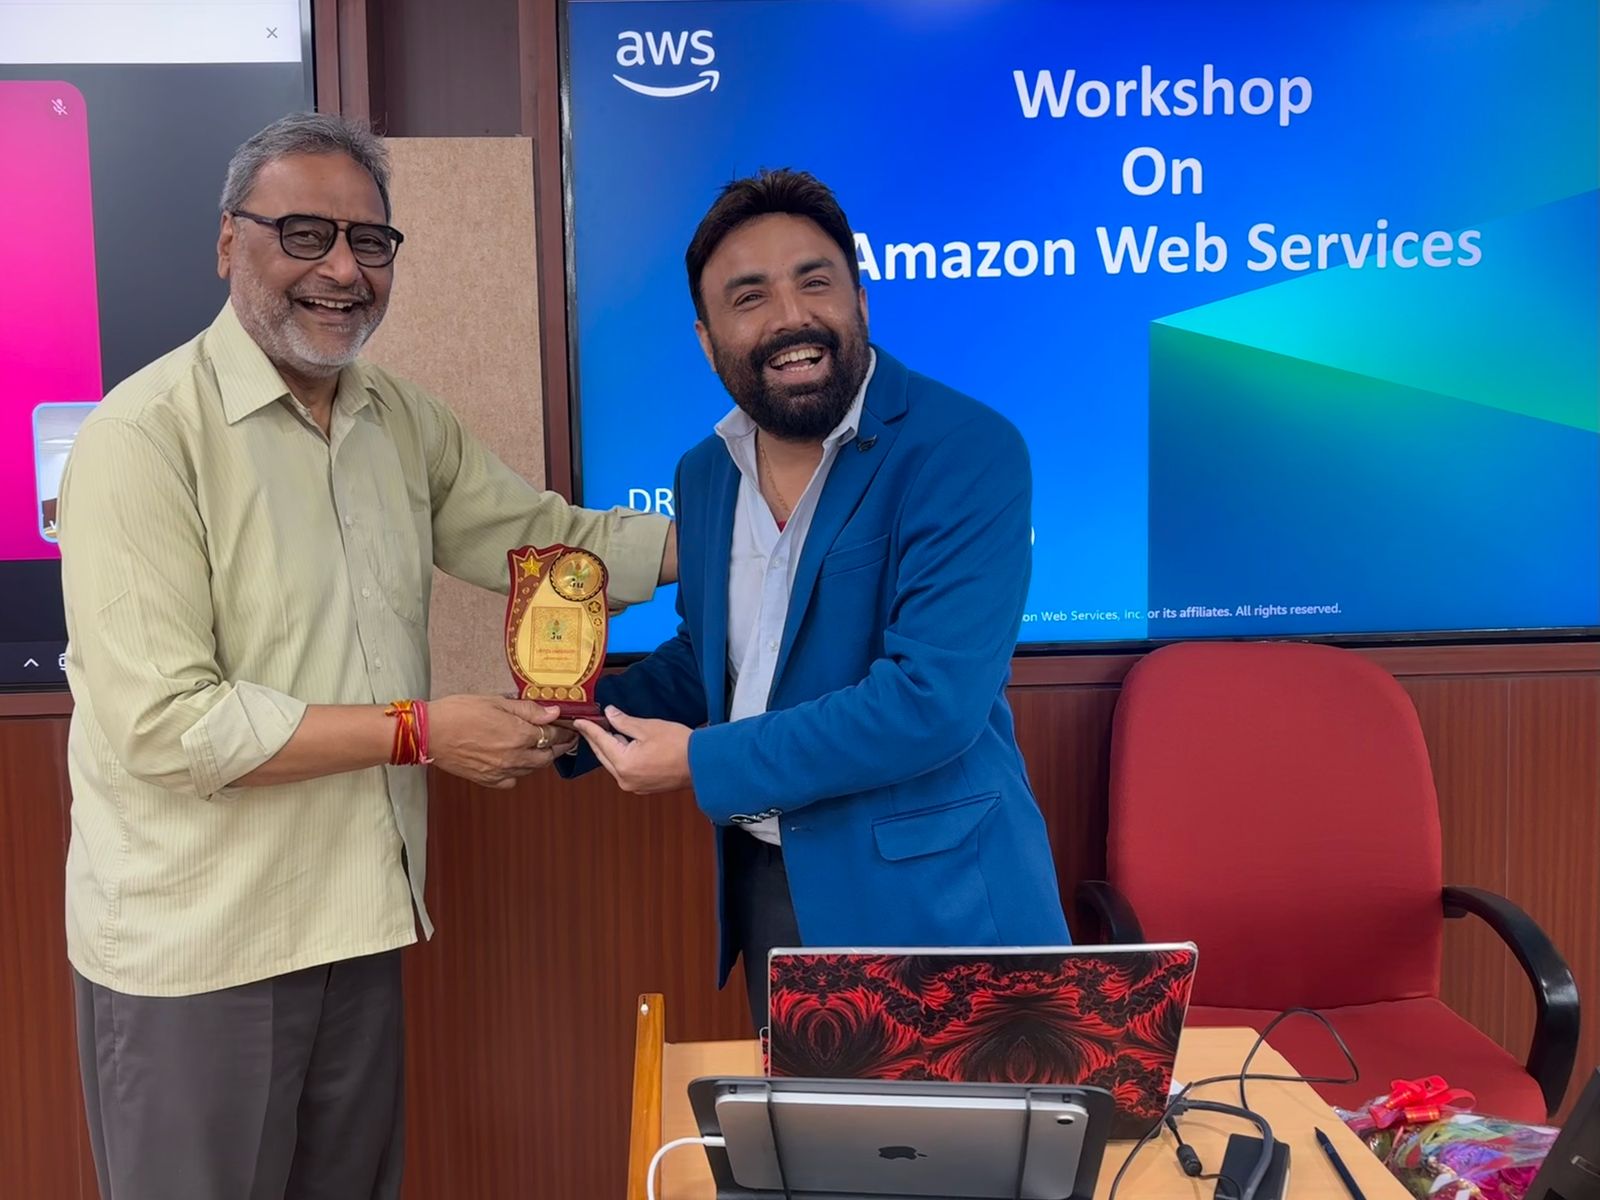 aws
Workshop
On
Amazon Web Services
DR
on Web Services, Inc. or its affiliates. All rights reserved.